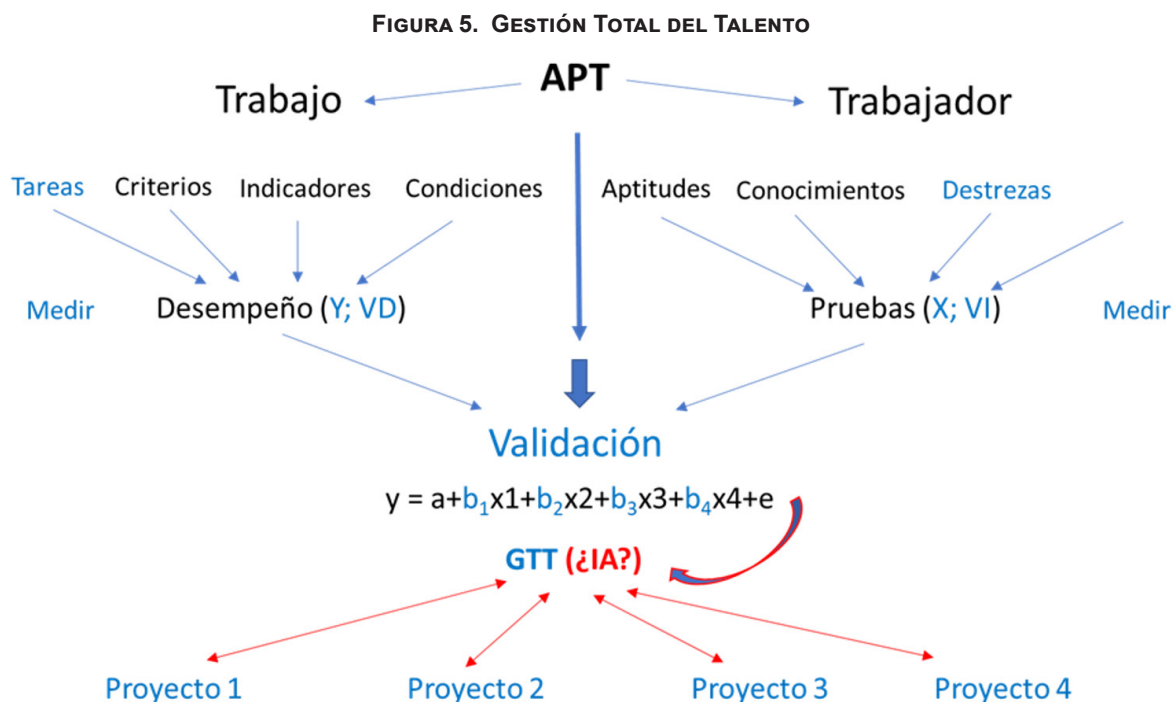 FIGURA 5. GESTIÓN TOTAL DEL TALENTO
APT
Trabajo Trabajador
Tareas Criterios Indicadores Condiciones Aptitudes Conocimientos Destrezas
Medir Desempeño (Y; VD) Pruebas (X; VI) Medir
Validación
y = a+b₁x1+b₂x2+b₃x3+b₄x4+e
GTT (¿IA?)
Proyecto 1 Proyecto 2 Proyecto 3 Proyecto 4